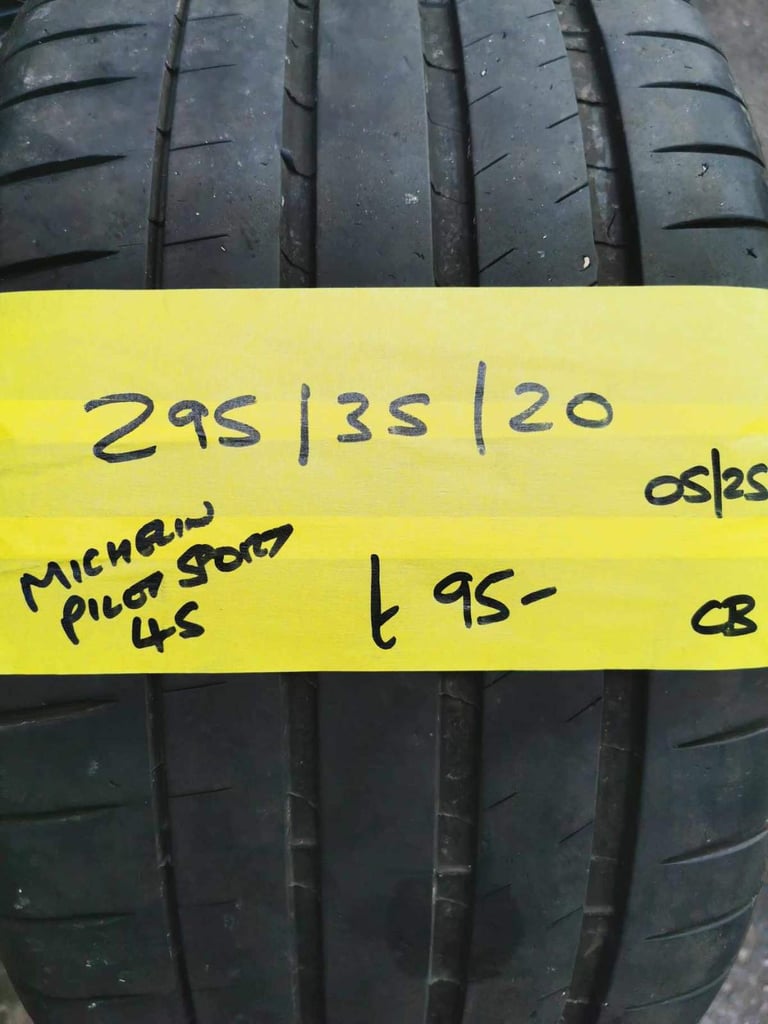 295/35/20
05/25
MICHELIN
PILOT SPORT
4S
£95-
CB